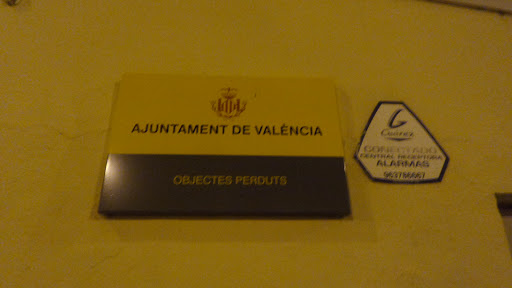 AJUNTAMENT DE VALÈNCIA
OBJECTES PERDUTS
CONECTADO
CENTRAL RECEPTORA
ALARMAS
963786667